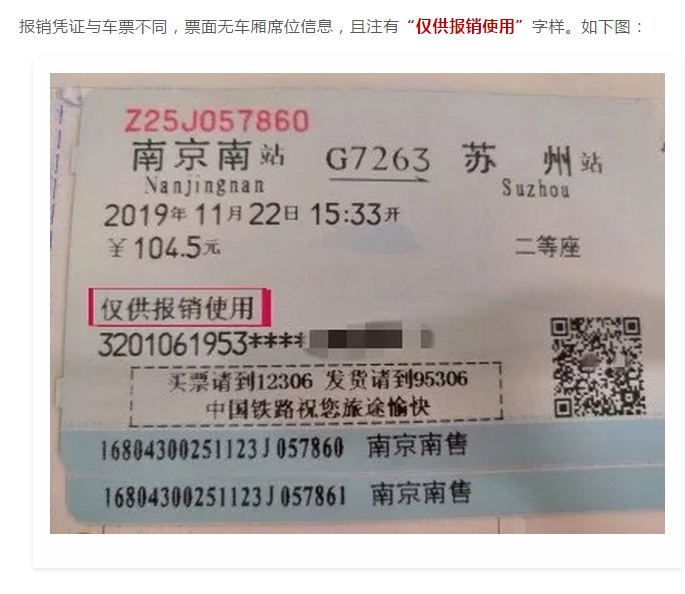 报销凭证与车票不同，票面无车厢席位信息，且注有“仅供报销使用”字样。如下图：
Z25J057860
南京南站 G7263 苏州站
Nanjingnan Suzhou
2019年11月22日15:33开
￥104.5元 二等座
仅供报销使用
3201061953****
买票请到12306 发货请到95306
中国铁路祝您旅途愉快
16804300251123J057860 南京南售
16804300251123J057861 南京南售